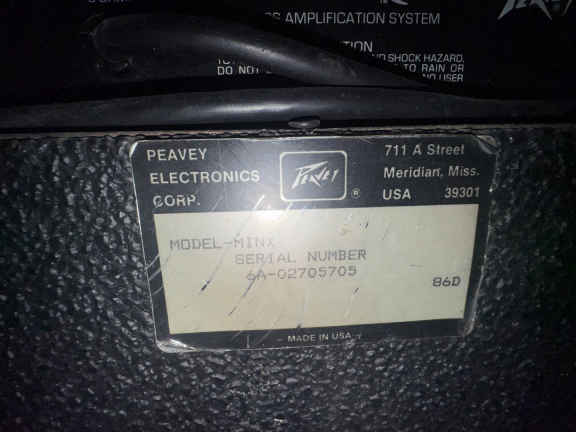 S AMPLIFICATION SYSTEM
SHOCK HAZARD,
TO RAIN OR
DO NOT
NO USER
PEAVEY
ELECTRONICS
CORP.
PEAVEY
®
711 A Street
Meridian, Miss.
USA 39301
MODEL-MINX
SERIAL NUMBER
6A-02705705
86D
MADE IN USA